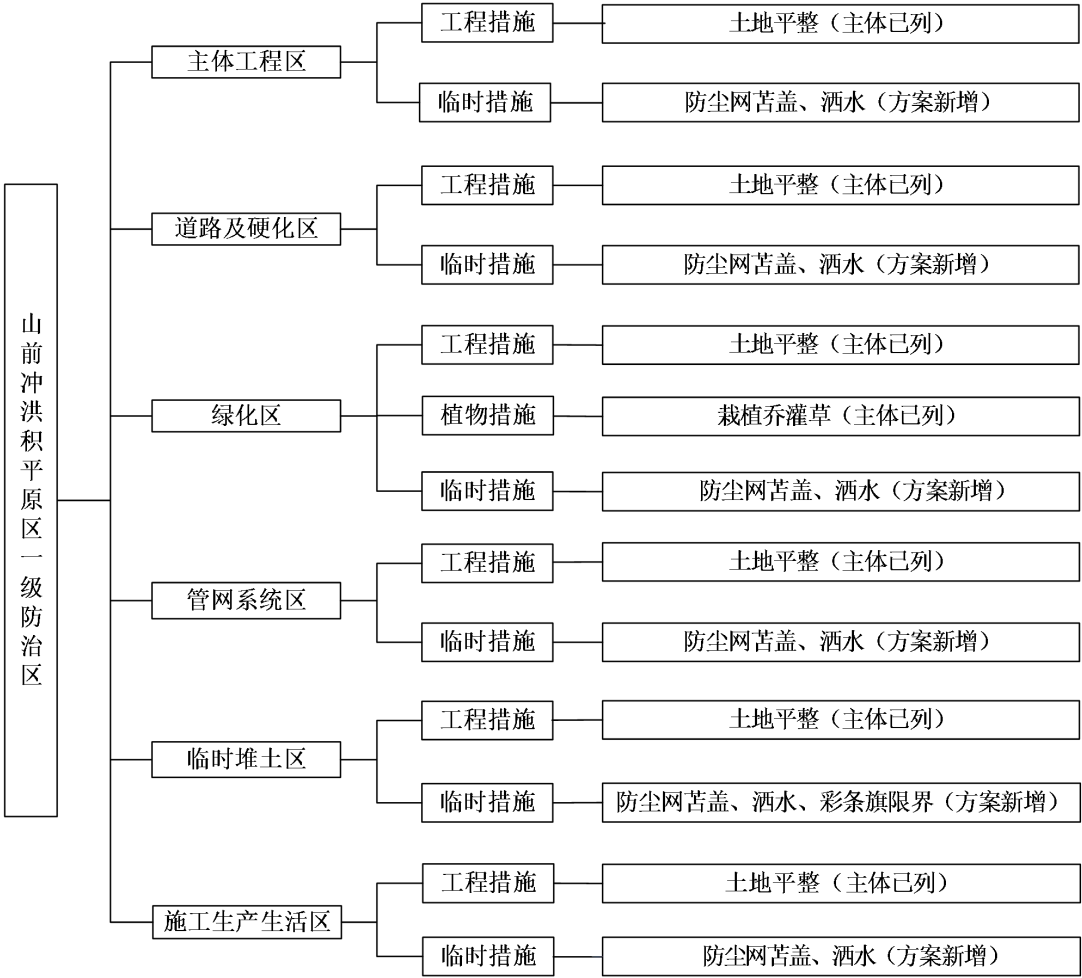 山前冲洪积平原区一级防治区
主体工程区
工程措施
土地平整（主体已列）
临时措施
防尘网苫盖、洒水（方案新增）
道路及硬化区
工程措施
土地平整（主体已列）
临时措施
防尘网苫盖、洒水（方案新增）
绿化区
工程措施
土地平整（主体已列）
植物措施
栽植乔灌草（主体已列）
临时措施
防尘网苫盖、洒水（方案新增）
管网系统区
工程措施
土地平整（主体已列）
临时措施
防尘网苫盖、洒水（方案新增）
临时堆土区
工程措施
土地平整（主体已列）
临时措施
防尘网苫盖、洒水、彩条旗限界（方案新增）
施工生产生活区
工程措施
土地平整（主体已列）
临时措施
防尘网苫盖、洒水（方案新增）